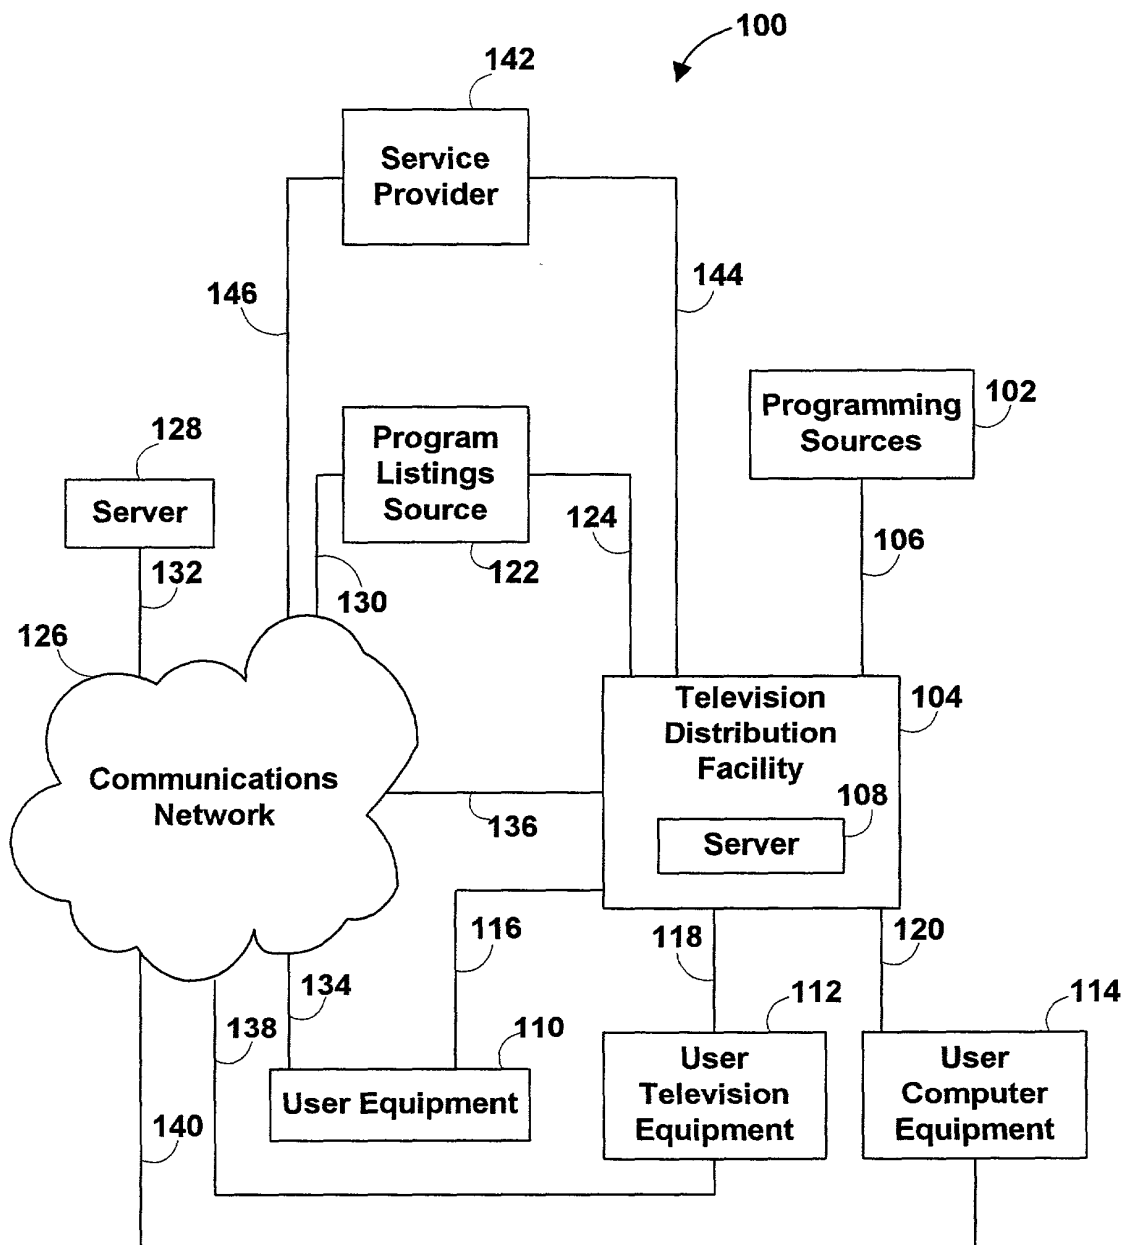 100
142
Service
Provider
146
144
Programming
Sources
102
128
Server
Program
Listings
Source
124
106
132
122
130
126
Television
Distribution
Facility
104
Communications
Network
136
Server
108
116
118
120
134
138
110
112
114
User Equipment
User
Television
Equipment
User
Computer
Equipment
140